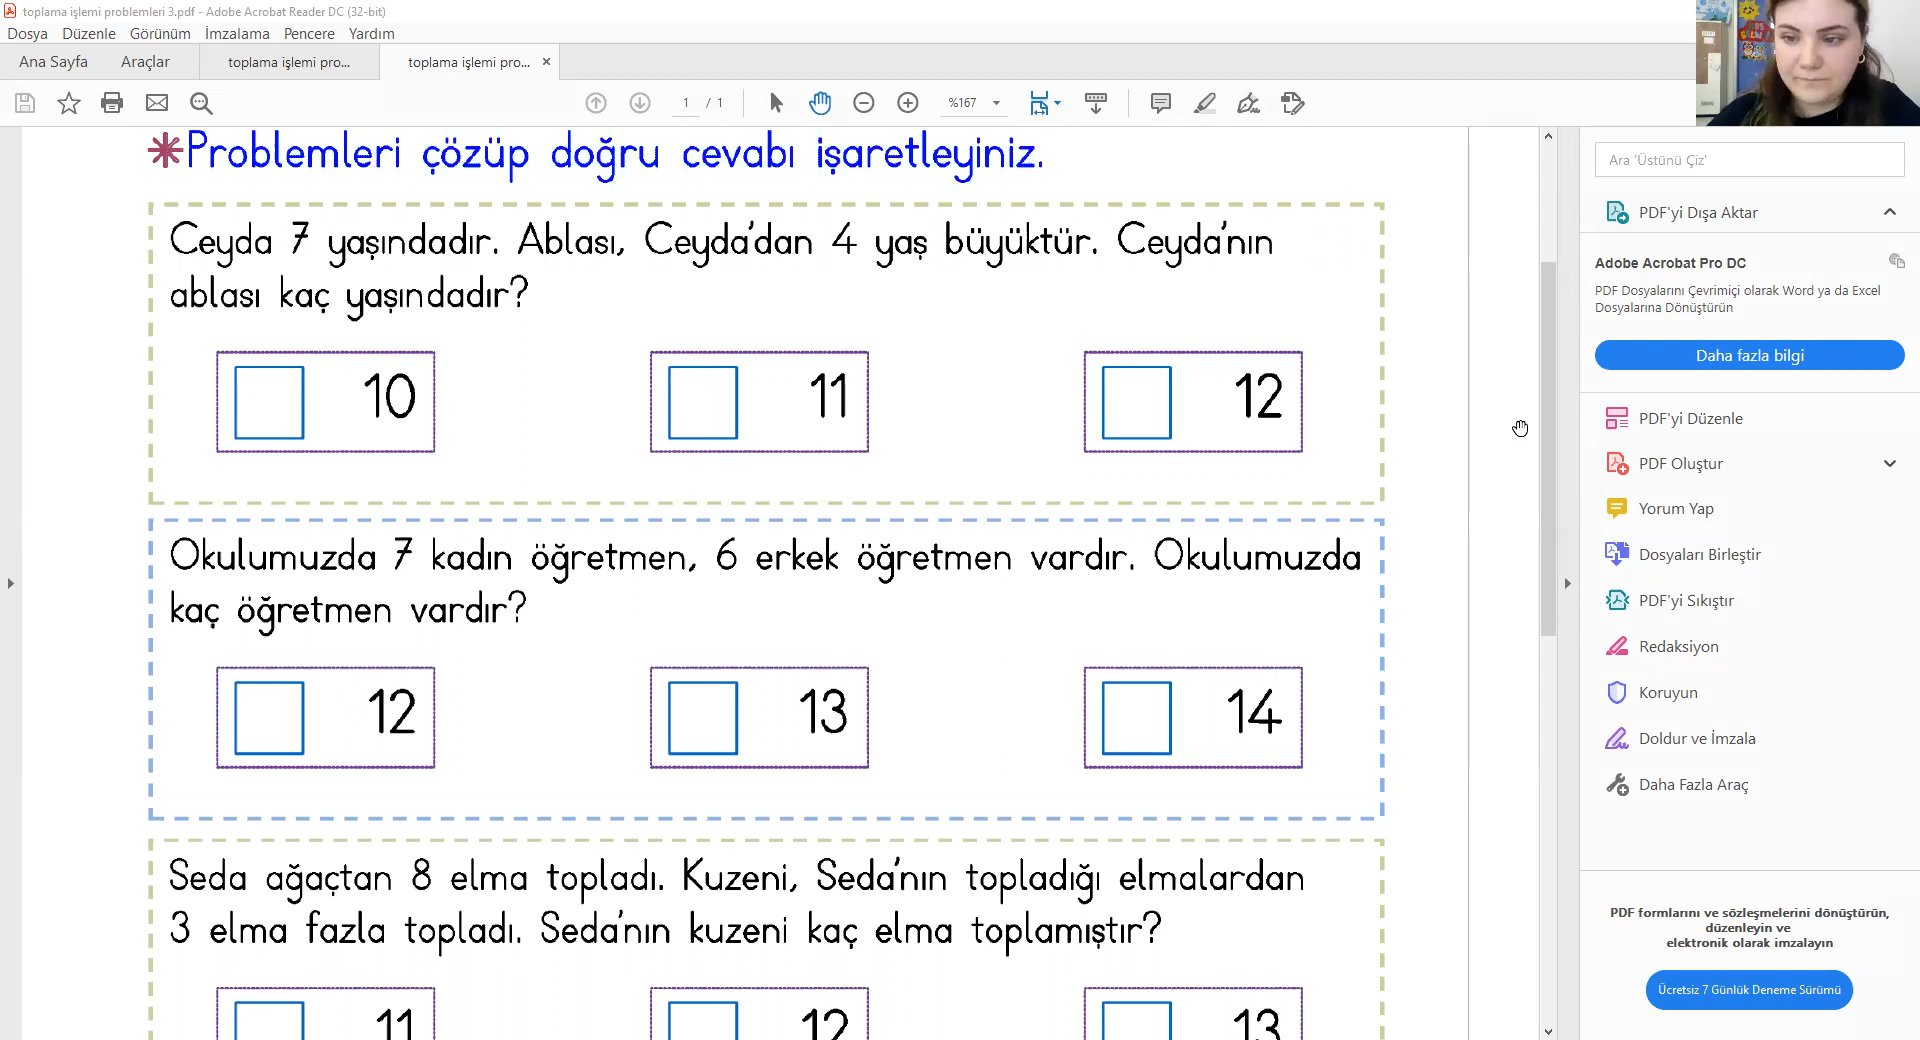 toplama işlemi problemleri 3.pdf - Adobe Acrobat Reader DC (32-bit)
Dosya Düzenle Görünüm İmzalama Pencere Yardım
Ana Sayfa Araçlar toplama işlemi pro... toplama işlemi pro... ×
1 / 1 %167
*Problemleri çözüp doğru cevabı işaretleyiniz.
Ceyda 7 yaşındadır. Ablası, Ceyda'dan 4 yaş büyüktür. Ceyda'nın
ablası kaç yaşındadır?
10 11 12
Okulumuzda 7 kadın öğretmen, 6 erkek öğretmen vardır. Okulumuzda
kaç öğretmen vardır?
12 13 14
Seda ağaçtan 8 elma topladı. Kuzeni, Seda'nın topladığı elmalardan
3 elma fazla topladı. Seda'nın kuzeni kaç elma toplamıştır?
11 12 13
Ara 'Üstünü Çiz'
PDF'yi Dışa Aktar
Adobe Acrobat Pro DC
PDF Dosyalarını Çevrimiçi olarak Word ya da Excel
Dosyalarına Dönüştürün
Daha fazla bilgi
PDF'yi Düzenle
PDF Oluştur
Yorum Yap
Dosyaları Birleştir
PDF'yi Sıkıştır
Redaksiyon
Koruyun
Doldur ve İmzala
Daha Fazla Araç
PDF formlarını ve sözleşmelerini dönüştürün,
düzenleyin ve
elektronik olarak imzalayın
Ücretsiz 7 Günlük Deneme Sürümü